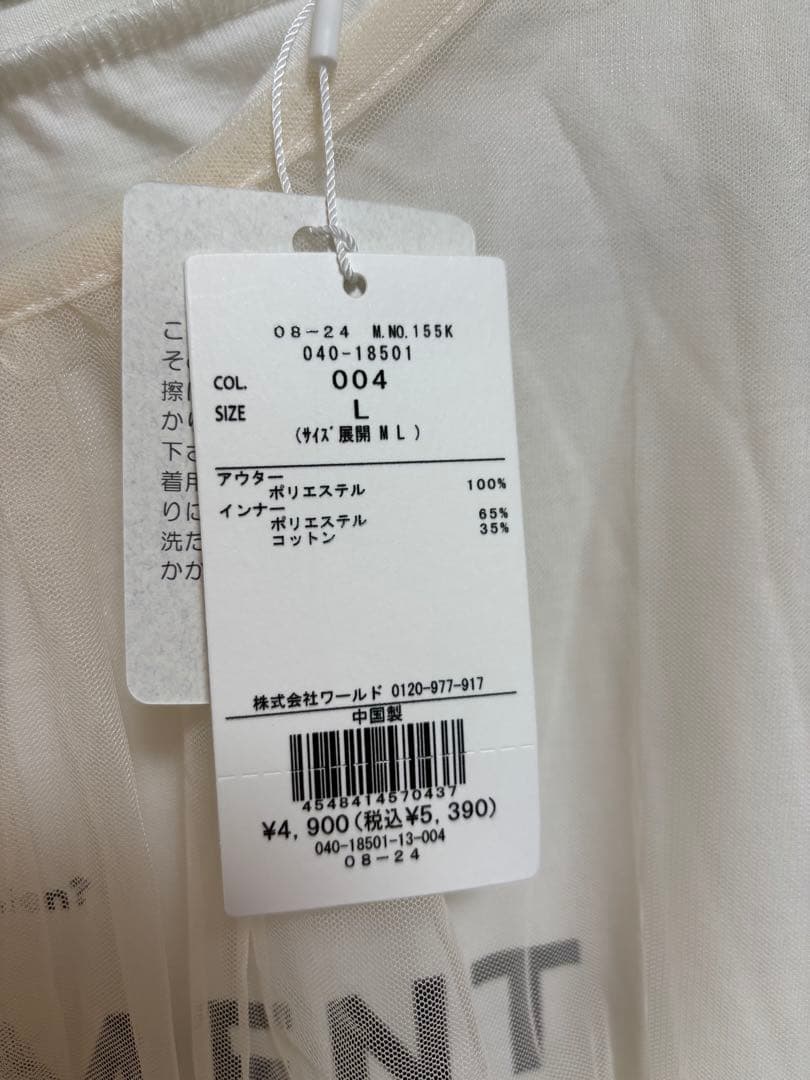 08-24 M.NO.155K
040-18501
COL. 004
SIZE L
(ｻｲｽﾞ展開 M L )
アウター
ポリエステル 100%
インナー
ポリエステル 65%
コットン 35%
株式会社ワールド 0120-977-917
中国製
4548414570437
¥4,900(税込¥5,390)
040-18501-13-004
08-24
こ
そ
擦
か
下さ
着用
りに
洗た
かか